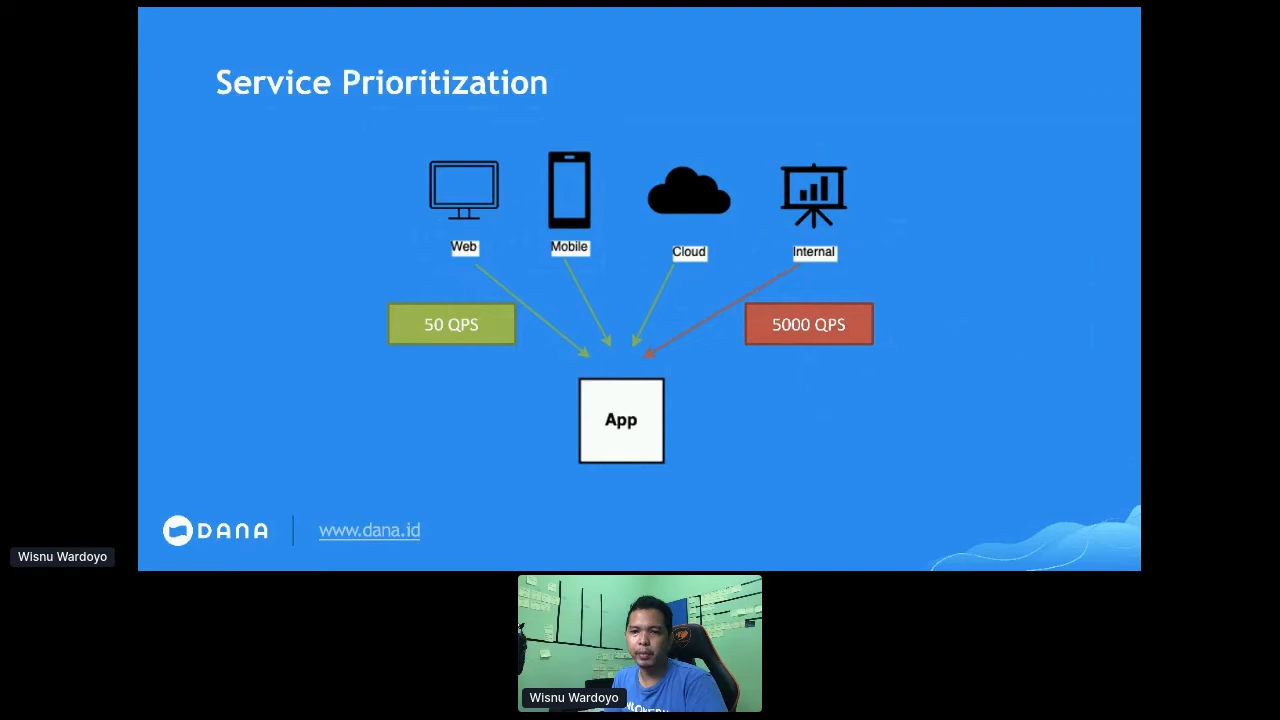 Service Prioritization
Web
Mobile
Cloud
Internal
50 QPS
5000 QPS
App
DANA
www.dana.id
Wisnu Wardoyo
Wisnu Wardoyo